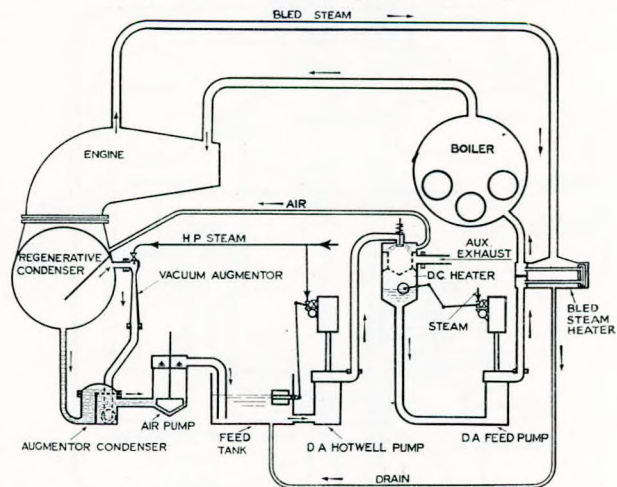 BLED STEAM
ENGINE
BOILER
AIR
H.P. STEAM
AUX.
EXHAUST
REGENERATIVE
CONDENSER
VACUUM AUGMENTOR
D.C. HEATER
STEAM
BLED
STEAM
HEATER
AIR PUMP
AUGMENTOR CONDENSER
FEED
TANK
D A HOTWELL PUMP
D.A FEED PUMP
DRAIN